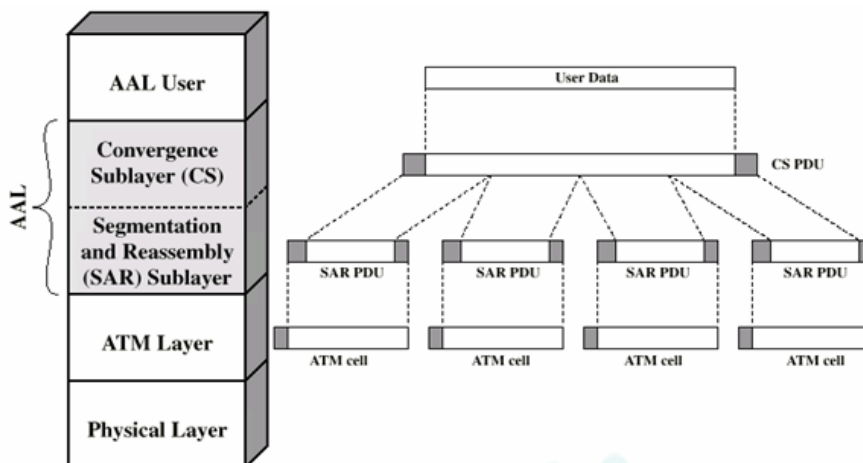 AAL User
AAL
Convergence
Sublayer (CS)
Segmentation
and Reassembly
(SAR) Sublayer
ATM Layer
Physical Layer
User Data
CS PDU
SAR PDU
SAR PDU
SAR PDU
SAR PDU
ATM cell
ATM cell
ATM cell
ATM cell